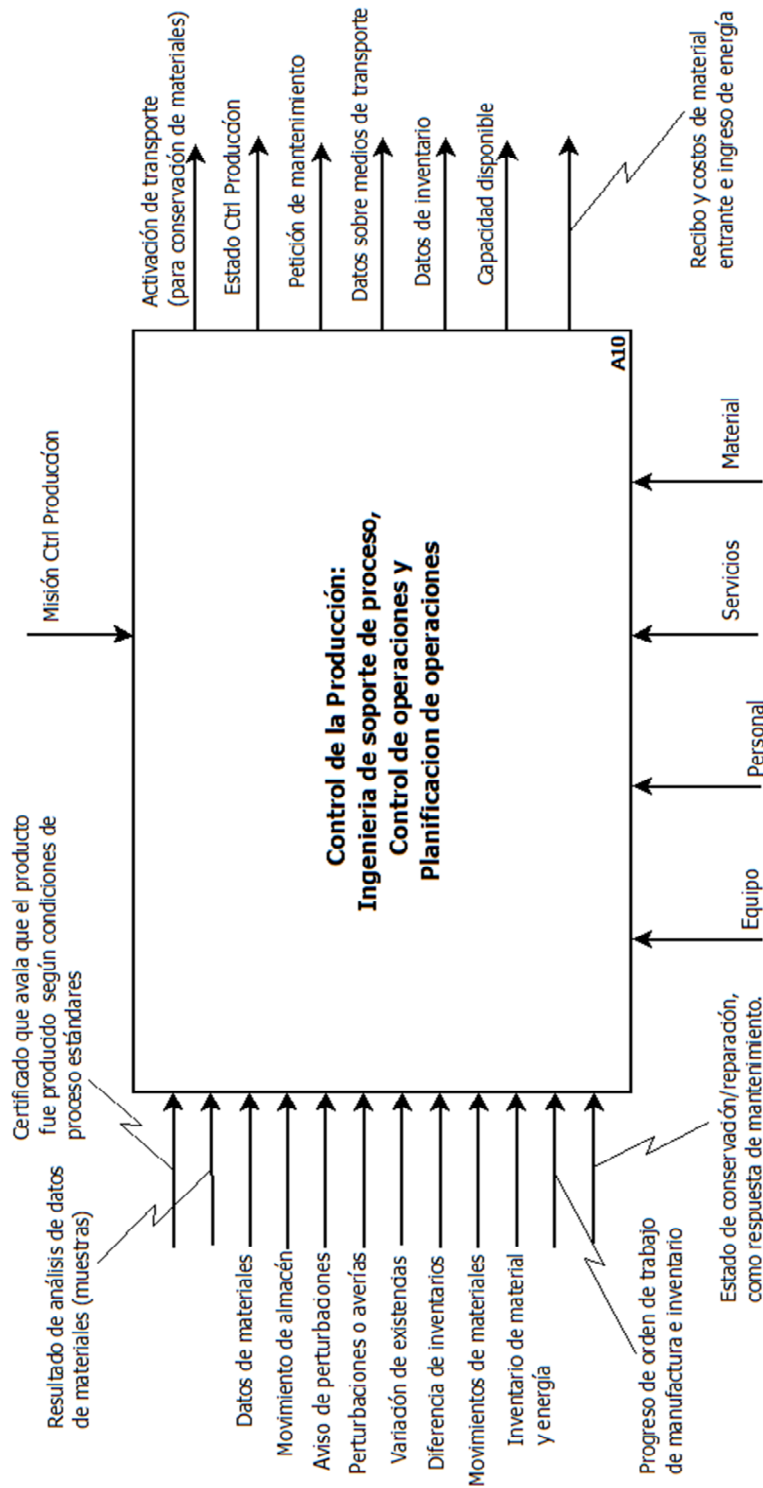 Certificado que avala que el producto
fue producido según condiciones de
proceso estándares
Resultado de análisis de datos
de materiales (muestras)
Datos de materiales
Movimiento de almacén
Aviso de perturbaciones
Perturbaciones o averías
Variación de existencias
Diferencia de inventarios
Movimientos de materiales
Inventario de material
y energía
Progreso de orden de trabajo
de manufactura e inventario
Estado de conservación/reparación,
como respuesta de mantenimiento.
Misión Ctrl Produccíon
Control de la Producción:
Ingenieria de soporte de proceso,
Control de operaciones y
Planificacion de operaciones
A10
Equipo
Personal
Servicios
Material
Activación de transporte
(para conservación de materiales)
Estado Ctrl Produccíon
Petición de mantenimiento
Datos sobre medios de transporte
Datos de inventario
Capacidad disponible
Recibo y costos de material
entrante e ingreso de energía